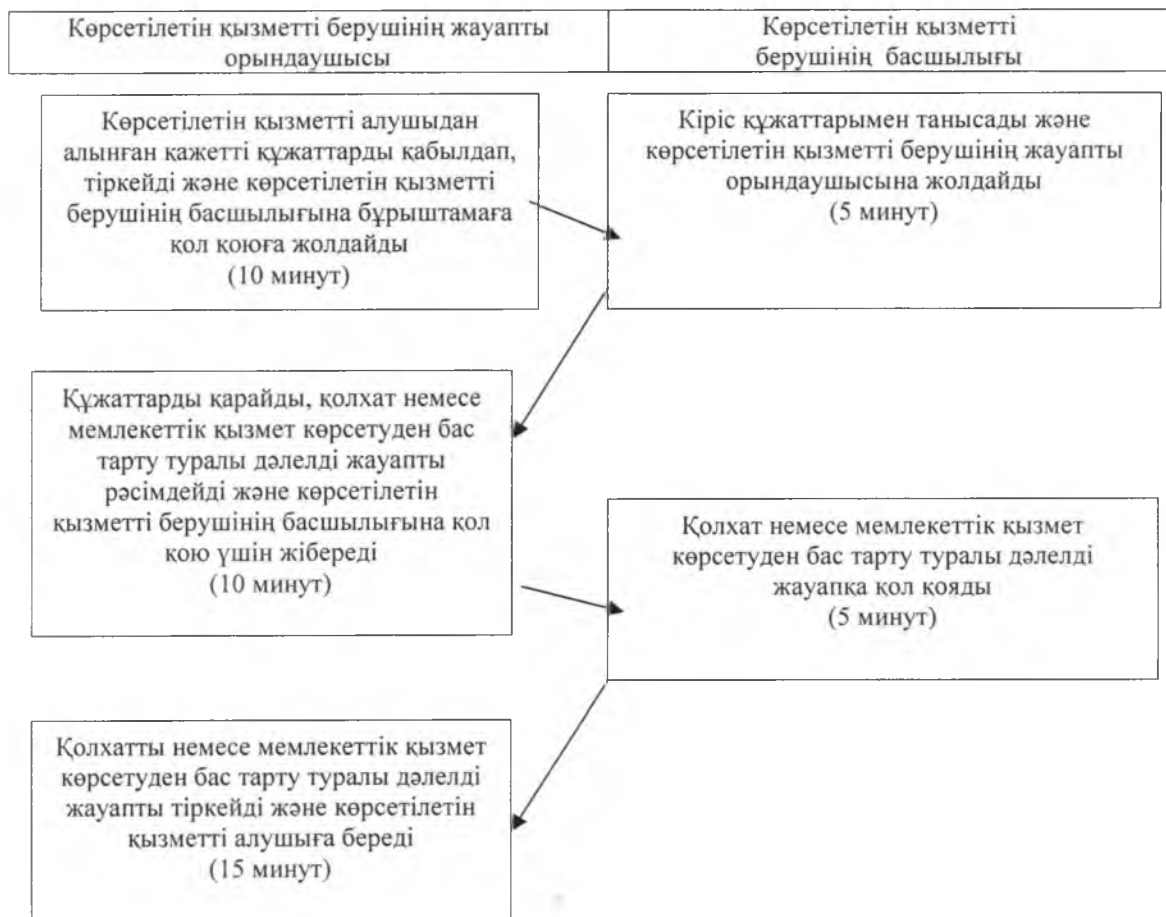 Көрсетілетін қызметті берушінің жауапты
орындаушысы
Көрсетілетін қызметті
берушінің басшылығы
Көрсетілетін қызметті алушыдан
алынған қажетті құжаттарды қабылдап,
тіркейді және көрсетілетін қызметті
берушінің басшылығына бұрыштамаға
қол қоюға жолдайды
(10 минут)
Кіріс құжаттарымен танысады және
көрсетілетін қызметті берушінің жауапты
орындаушысына жолдайды
(5 минут)
Құжаттарды қарайды, қолхат немесе
мемлекеттік қызмет көрсетуден бас
тарту туралы дәлелді жауапты
рәсімдейді және көрсетілетін
қызметті берушінің басшылығына қол
қою үшін жібереді
(10 минут)
Қолхат немесе мемлекеттік қызмет
көрсетуден бас тарту туралы дәлелді
жауапқа қол қояды
(5 минут)
Қолхатты немесе мемлекеттік қызмет
көрсетуден бас тарту туралы дәлелді
жауапты тіркейді және көрсетілетін
қызметті алушыға береді
(15 минут)